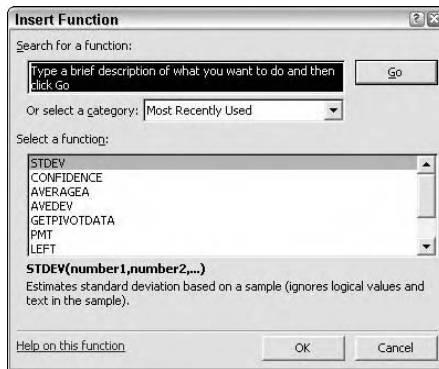 Insert Function
Search for a function:
Type a brief description of what you want to do and then
click Go
Go
Or select a category: Most Recently Used
Select a function:
STDEV
CONFIDENCE
AVERAGEA
AVEDEV
GETPIVOTDATA
PMT
LEFT
STDEV(number1,number2,...)
Estimates standard deviation based on a sample (ignores logical values and
text in the sample).
Help on this function
OK
Cancel